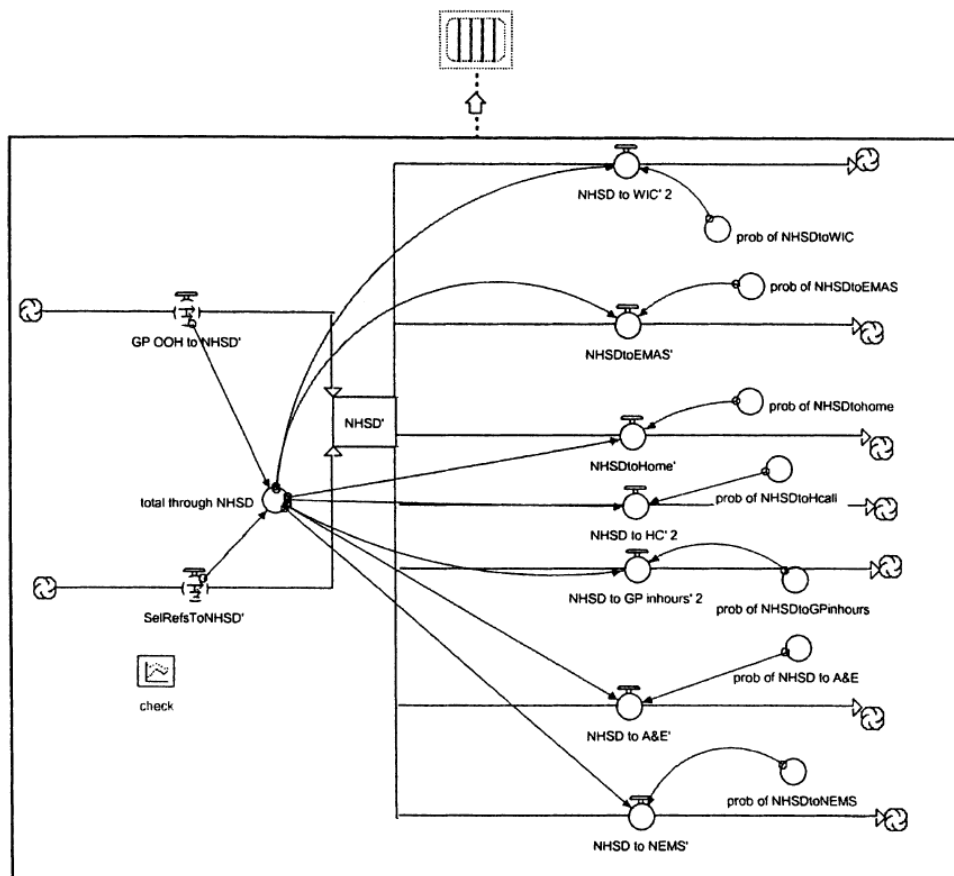 NHSD to WIC' 2
prob of NHSDtoWIC
prob of NHSDtoEMAS
GP OOH to NHSD'
NHSDtoEMAS'
prob of NHSDtohome
NHSD'
NHSDtoHome'
total through NHSD
prob of NHSDtoHcall
NHSD to HC' 2
NHSD to GP inhours' 2
prob of NHSDtoGPinhours
SelRefsToNHSD'
prob of NHSD to A&E
check
NHSD to A&E'
prob of NHSDtoNEMS
NHSD to NEMS'